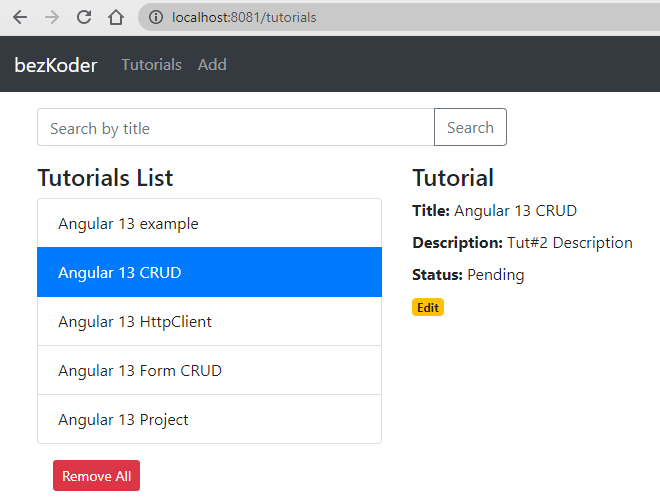 localhost:8081/tutorials
bezKoder Tutorials Add
Search by title Search
Tutorials List
Angular 13 example
Angular 13 CRUD
Angular 13 HttpClient
Angular 13 Form CRUD
Angular 13 Project
Remove All
Tutorial
Title: Angular 13 CRUD
Description: Tut#2 Description
Status: Pending
Edit